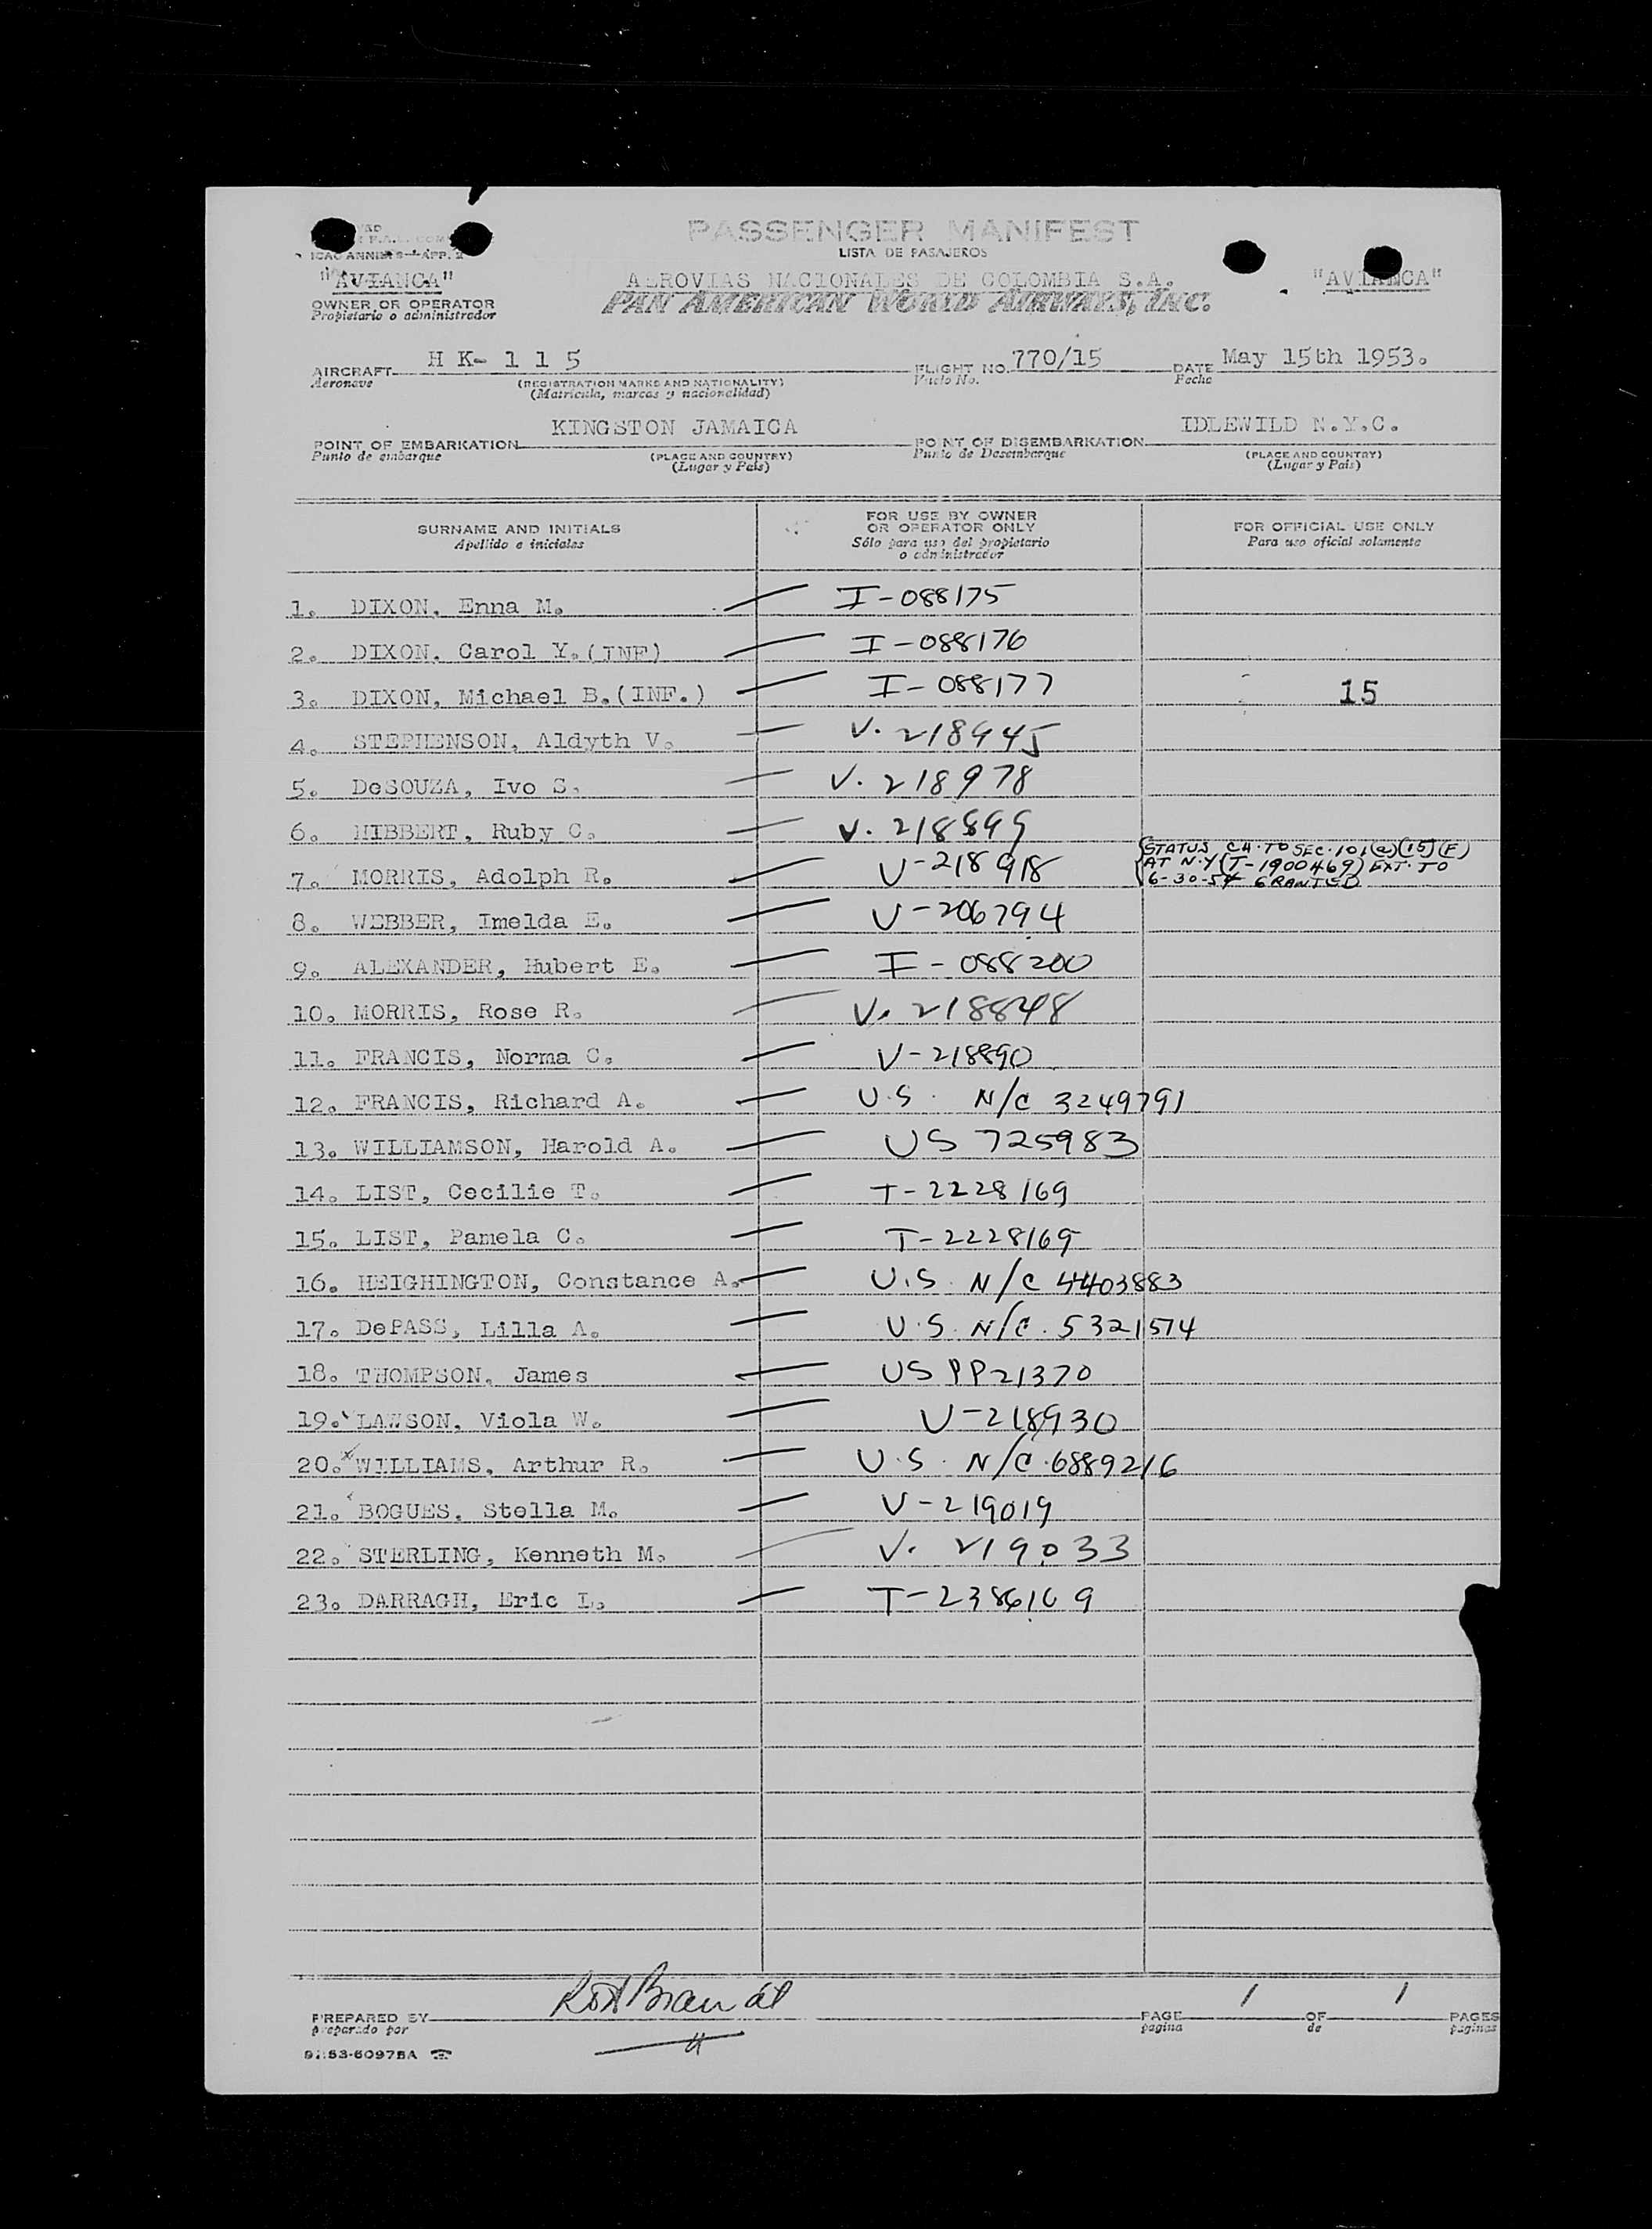 PASSENGER MANIFEST
LISTA DE PASAJEROS
ICAO ANNEX 9—APP. 2
"AVIANCA" AEROVIAS NACIONALES DE COLOMBIA S.A. "AVIANCA"
PAN AMERICAN WORLD AIRWAYS, INC.
OWNER OR OPERATOR
Propietario o administrador
AIRCRAFT H K- 1 1 5 FLIGHT NO. 770/15 DATE May 15th 1953.
Aeronave (REGISTRATION MARKS AND NATIONALITY) Vuelo No. Fecha
(Matricula, marcas y nacionalidad)
POINT OF EMBARKATION KINGSTON JAMAICA POINT OF DISEMBARKATION IDLEWILD N.Y.C.
Punto de embarque (PLACE AND COUNTRY) Punto de Desembarque (PLACE AND COUNTRY)
(Lugar y País) (Lugar y País)
SURNAME AND INITIALS FOR USE BY OWNER OR OPERATOR ONLY FOR OFFICIAL USE ONLY
Apellido e iniciales Sólo para uso del propietario o administrador Para uso oficial solamente
1. DIXON, Enna M. I-088175
2. DIXON. Carol Y.(INF) I-088176
3. DIXON, Michael B.(INF.) I-088177 15
4. STEPHENSON, Aldyth V. V. 218945
5. DeSOUZA, Ivo S. V. 218978
6. HIBBERT, Ruby C. V. 218899
7. MORRIS, Adolph R. V-218918 STATUS CH. TO SEC. 101(a)(15)(F)
AT N.Y (T-1900469) EXT. TO
6-30-54 GRANTED
8. WEBBER, Imelda E. V-206794
9. ALEXANDER, Hubert E. I-088200
10. MORRIS, Rose R. V. 218848
11. FRANCIS, Norma C. V-218890
12. FRANCIS, Richard A. U.S. N/C 3249791
13. WILLIAMSON, Harold A. US 725983
14. LIST, Cecilie T. T-2228169
15. LIST, Pamela C. T-2228169
16. HEIGHINGTON, Constance A. U.S. N/C 4403883
17. DePASS, Lilla A. U.S. N/C. 5321574
18. THOMPSON, James US PP21370
19. LAWSON, Viola W. V-218930
20. WILLIAMS, Arthur R. U.S. N/C.6889216
21. BOGUES, Stella M. V-219019
22. STERLING, Kenneth M. V. 219033
23. DARRAGH, Eric L. T-2386169
PREPARED BY PAGE 1 OF 1 PAGES
preparado por pagina de paginas